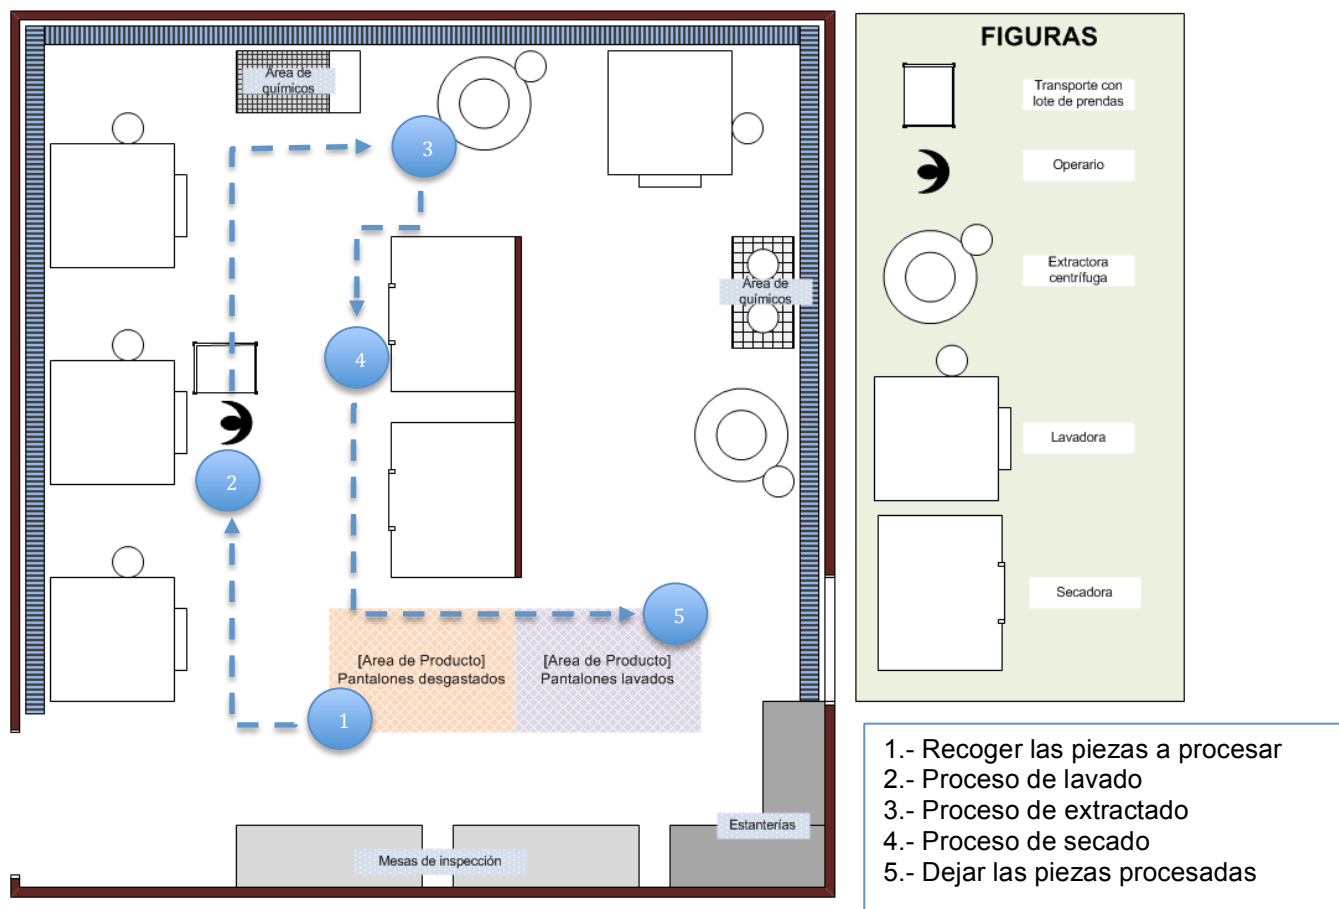 FIGURAS
Transporte con
lote de prendas
Operario
Extractora
centrífuga
Lavadora
Secadora
Área de
químicos
3
Área de
químicos
4
2
5
[Area de Producto]
Pantalones desgastados
[Area de Producto]
Pantalones lavados
1
Estanterías
Mesas de inspección
1.- Recoger las piezas a procesar
2.- Proceso de lavado
3.- Proceso de extractado
4.- Proceso de secado
5.- Dejar las piezas procesadas